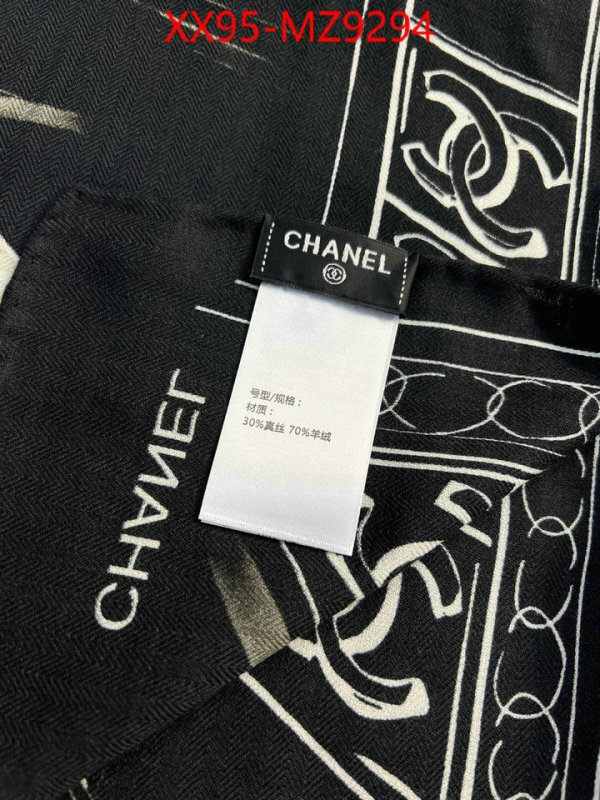 XX95-MZ9294
CHANEL
号型/规格：
材质：
30%真丝 70%羊绒
CHANEL